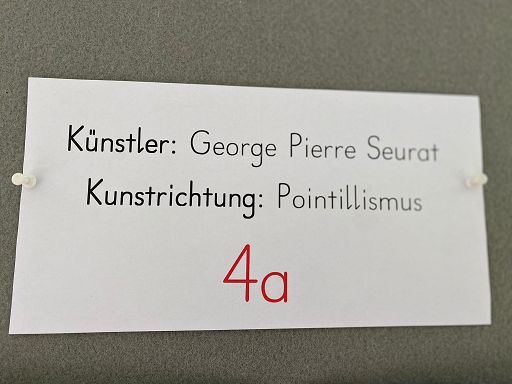 Künstler: George Pierre Seurat
Kunstrichtung: Pointillismus
4a